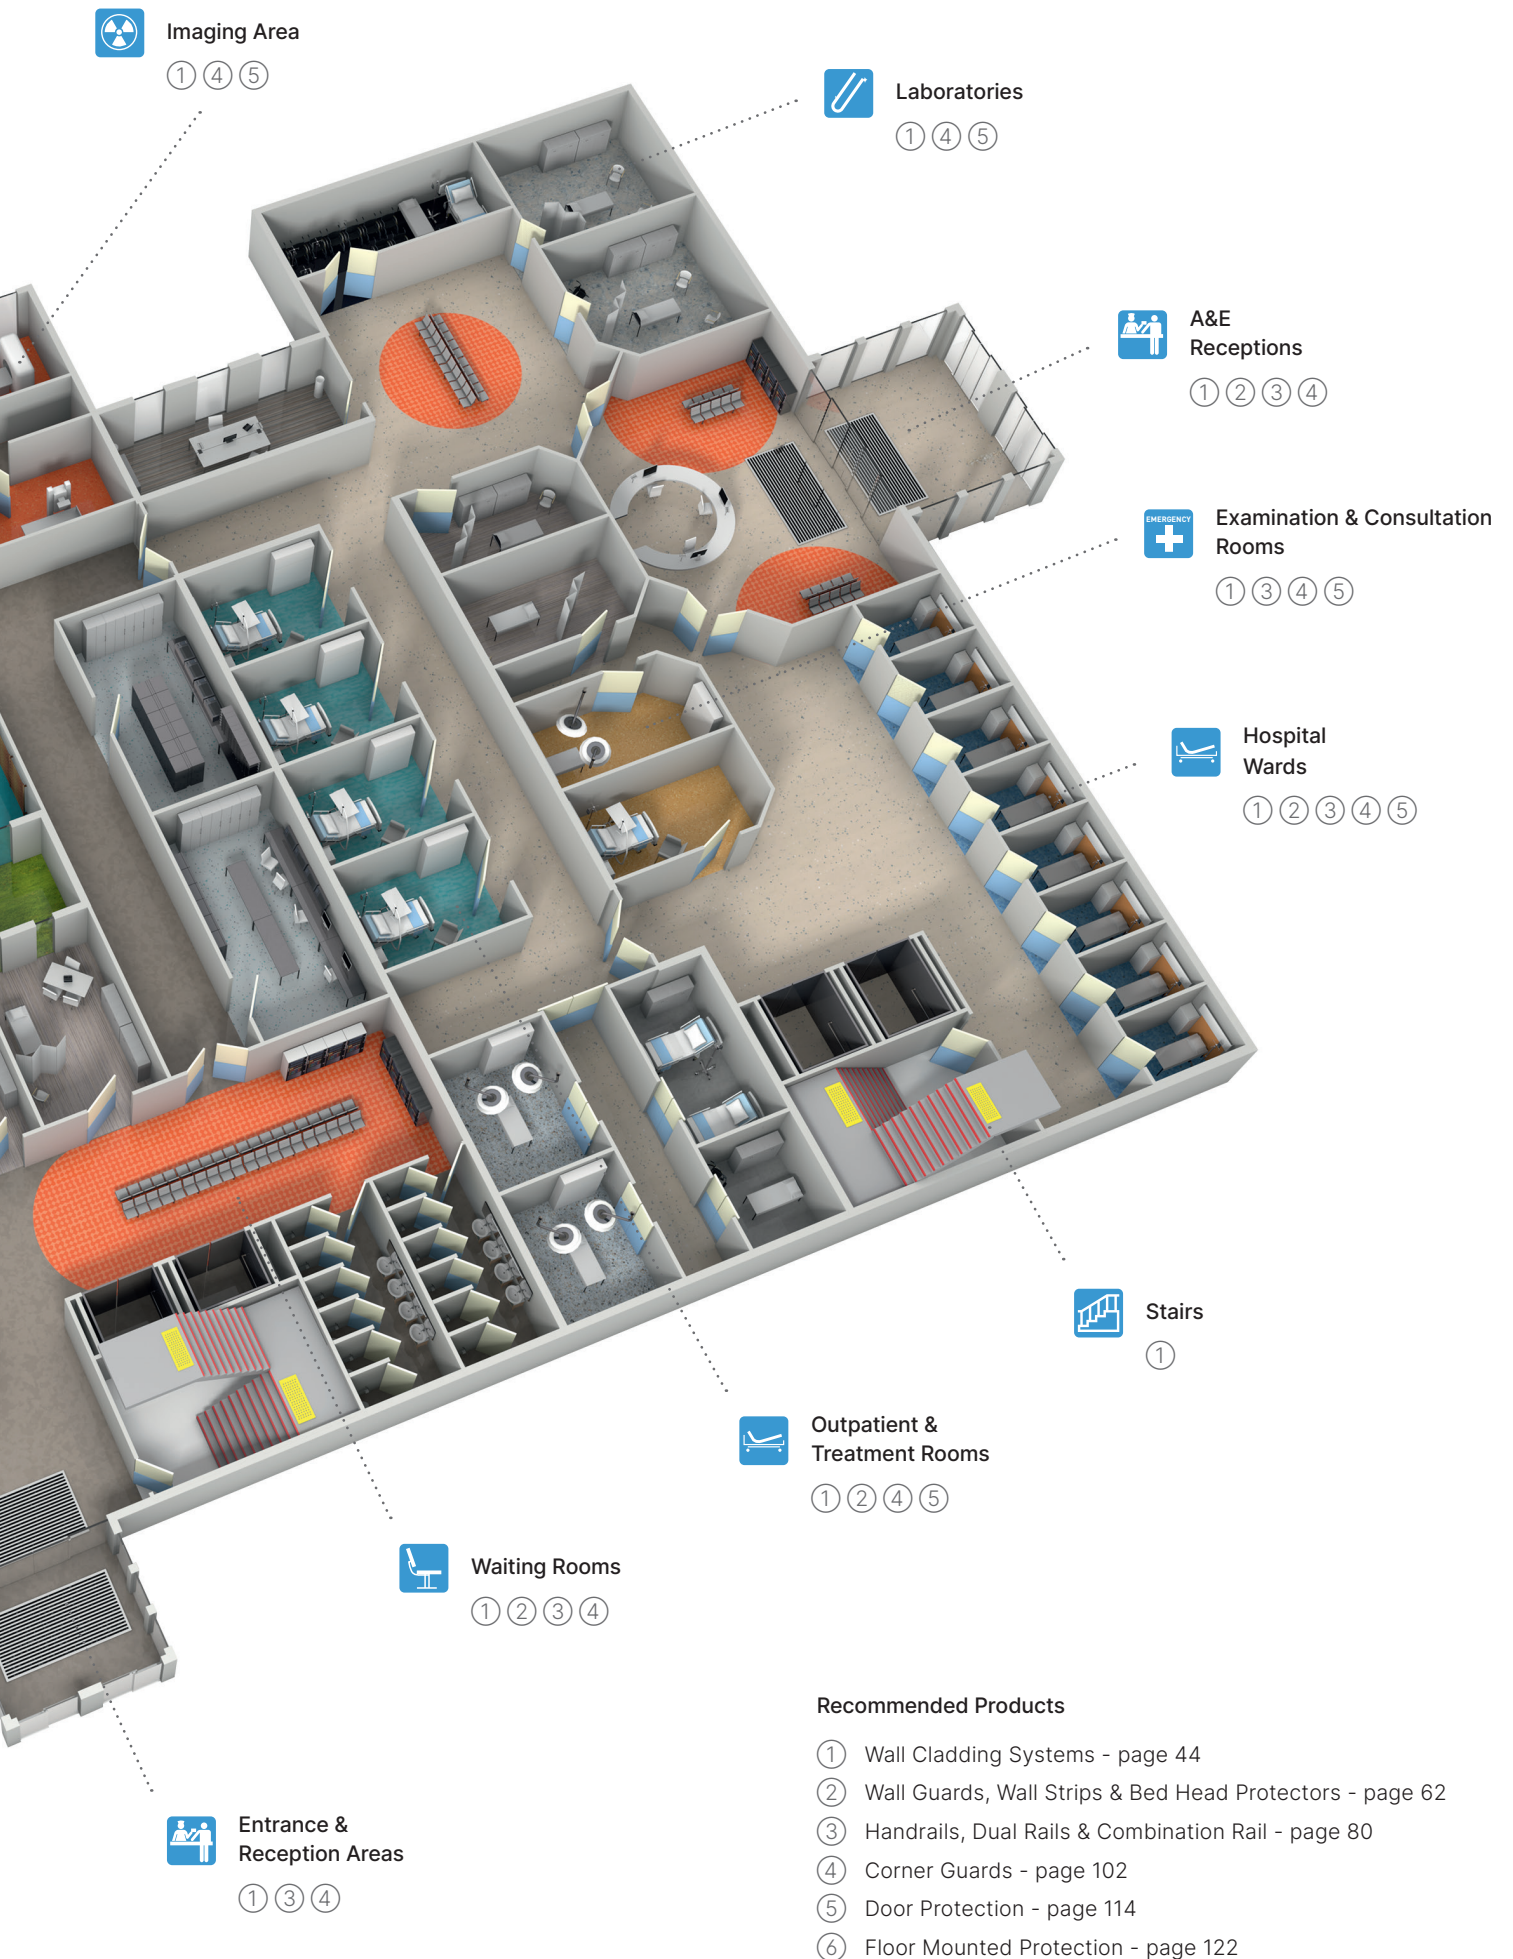 Imaging Area
① ④ ⑤
Laboratories
① ④ ⑤
A&E
Receptions
① ② ③ ④
EMERGENCY
Examination & Consultation
Rooms
① ③ ④ ⑤
Hospital
Wards
① ② ③ ④ ⑤
Stairs
①
Outpatient &
Treatment Rooms
① ② ④ ⑤
Waiting Rooms
① ② ③ ④
Entrance &
Reception Areas
① ③ ④
Recommended Products
① Wall Cladding Systems - page 44
② Wall Guards, Wall Strips & Bed Head Protectors - page 62
③ Handrails, Dual Rails & Combination Rail - page 80
④ Corner Guards - page 102
⑤ Door Protection - page 114
⑥ Floor Mounted Protection - page 122